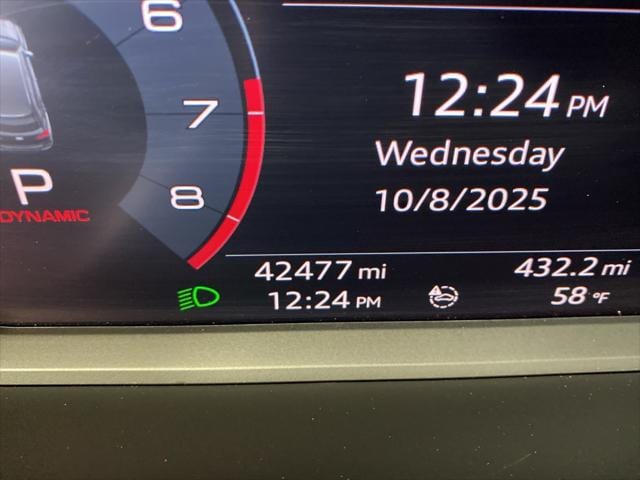 6
7
8
P
DYNAMIC
12:24 PM
Wednesday
10/8/2025
42477 mi
432.2 mi
12:24 PM
58 °F